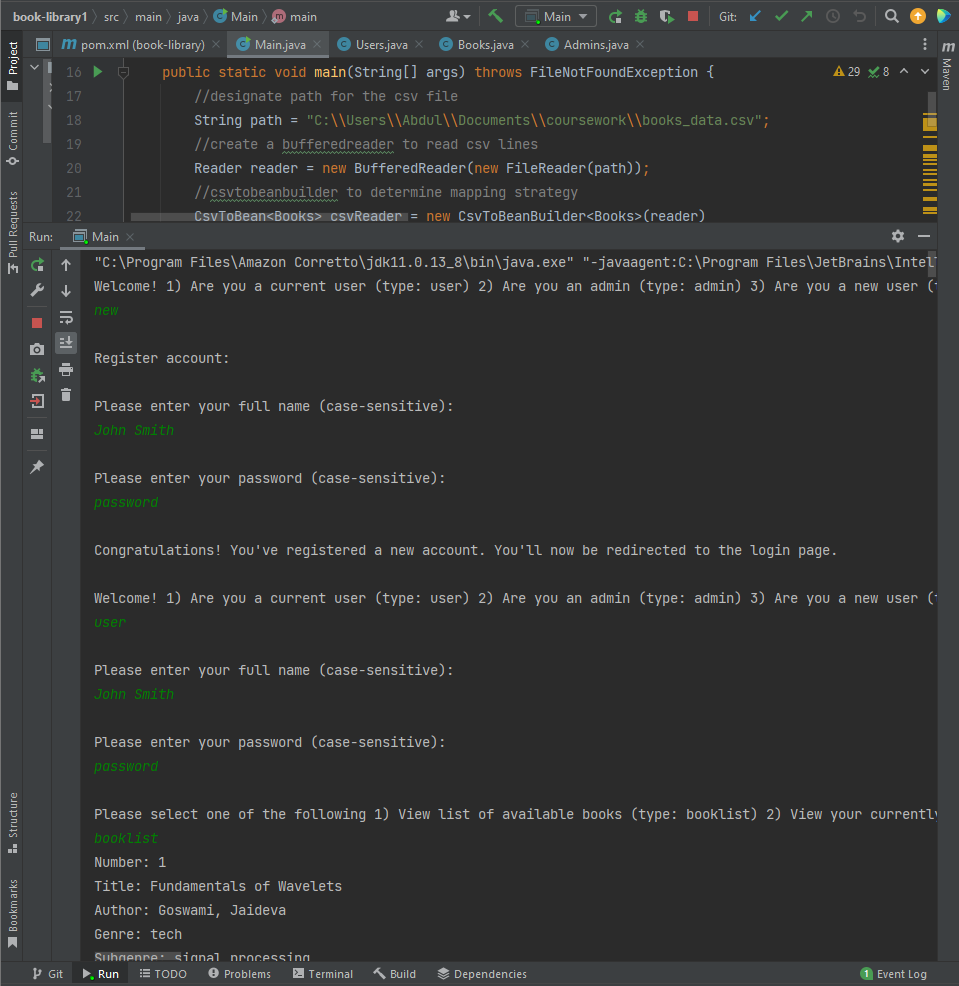 book-library1 src main java Main main Main Git:
pom.xml (book-library) Main.java Users.java Books.java Admins.java
Project
Commit
Pull Requests
Maven
29 8
16 public static void main(String[] args) throws FileNotFoundException {
17 //designate path for the csv file
18 String path = "C:\\Users\\Abdul\\Documents\\coursework\\books_data.csv";
19 //create a bufferedreader to read csv lines
20 Reader reader = new BufferedReader(new FileReader(path));
21 //csvtobeanbuilder to determine mapping strategy
22 CsvToBean<Books> csvReader = new CsvToBeanBuilder<Books>(reader)
Run: Main
"C:\Program Files\Amazon Corretto\jdk11.0.13_8\bin\java.exe" "-javaagent:C:\Program Files\JetBrains\Intel
Welcome! 1) Are you a current user (type: user) 2) Are you an admin (type: admin) 3) Are you a new user (
new
Register account:
Please enter your full name (case-sensitive):
John Smith
Please enter your password (case-sensitive):
password
Congratulations! You've registered a new account. You'll now be redirected to the login page.
Welcome! 1) Are you a current user (type: user) 2) Are you an admin (type: admin) 3) Are you a new user (
user
Please enter your full name (case-sensitive):
John Smith
Please enter your password (case-sensitive):
password
Please select one of the following 1) View list of available books (type: booklist) 2) View your currently
booklist
Number: 1
Title: Fundamentals of Wavelets
Author: Goswami, Jaideva
Genre: tech
Subgenre: signal processing
Structure
Bookmarks
Git Run TODO Problems Terminal Build Dependencies 1 Event Log